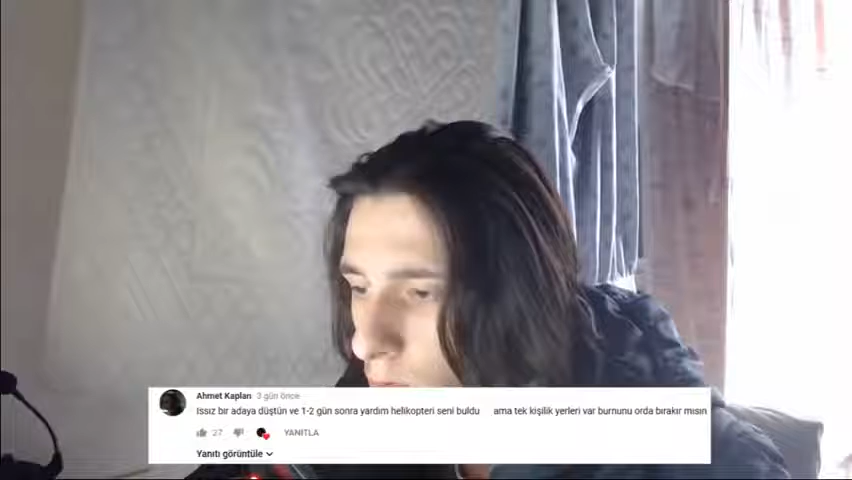 Ahmet Kaplan 3 gün önce
Issız bir adaya düştün ve 1-2 gün sonra yardım helikopteri seni buldu ama tek kişilik yerleri var burnunu orda bırakır mısın
27 YANITLA
Yanıtı görüntüle